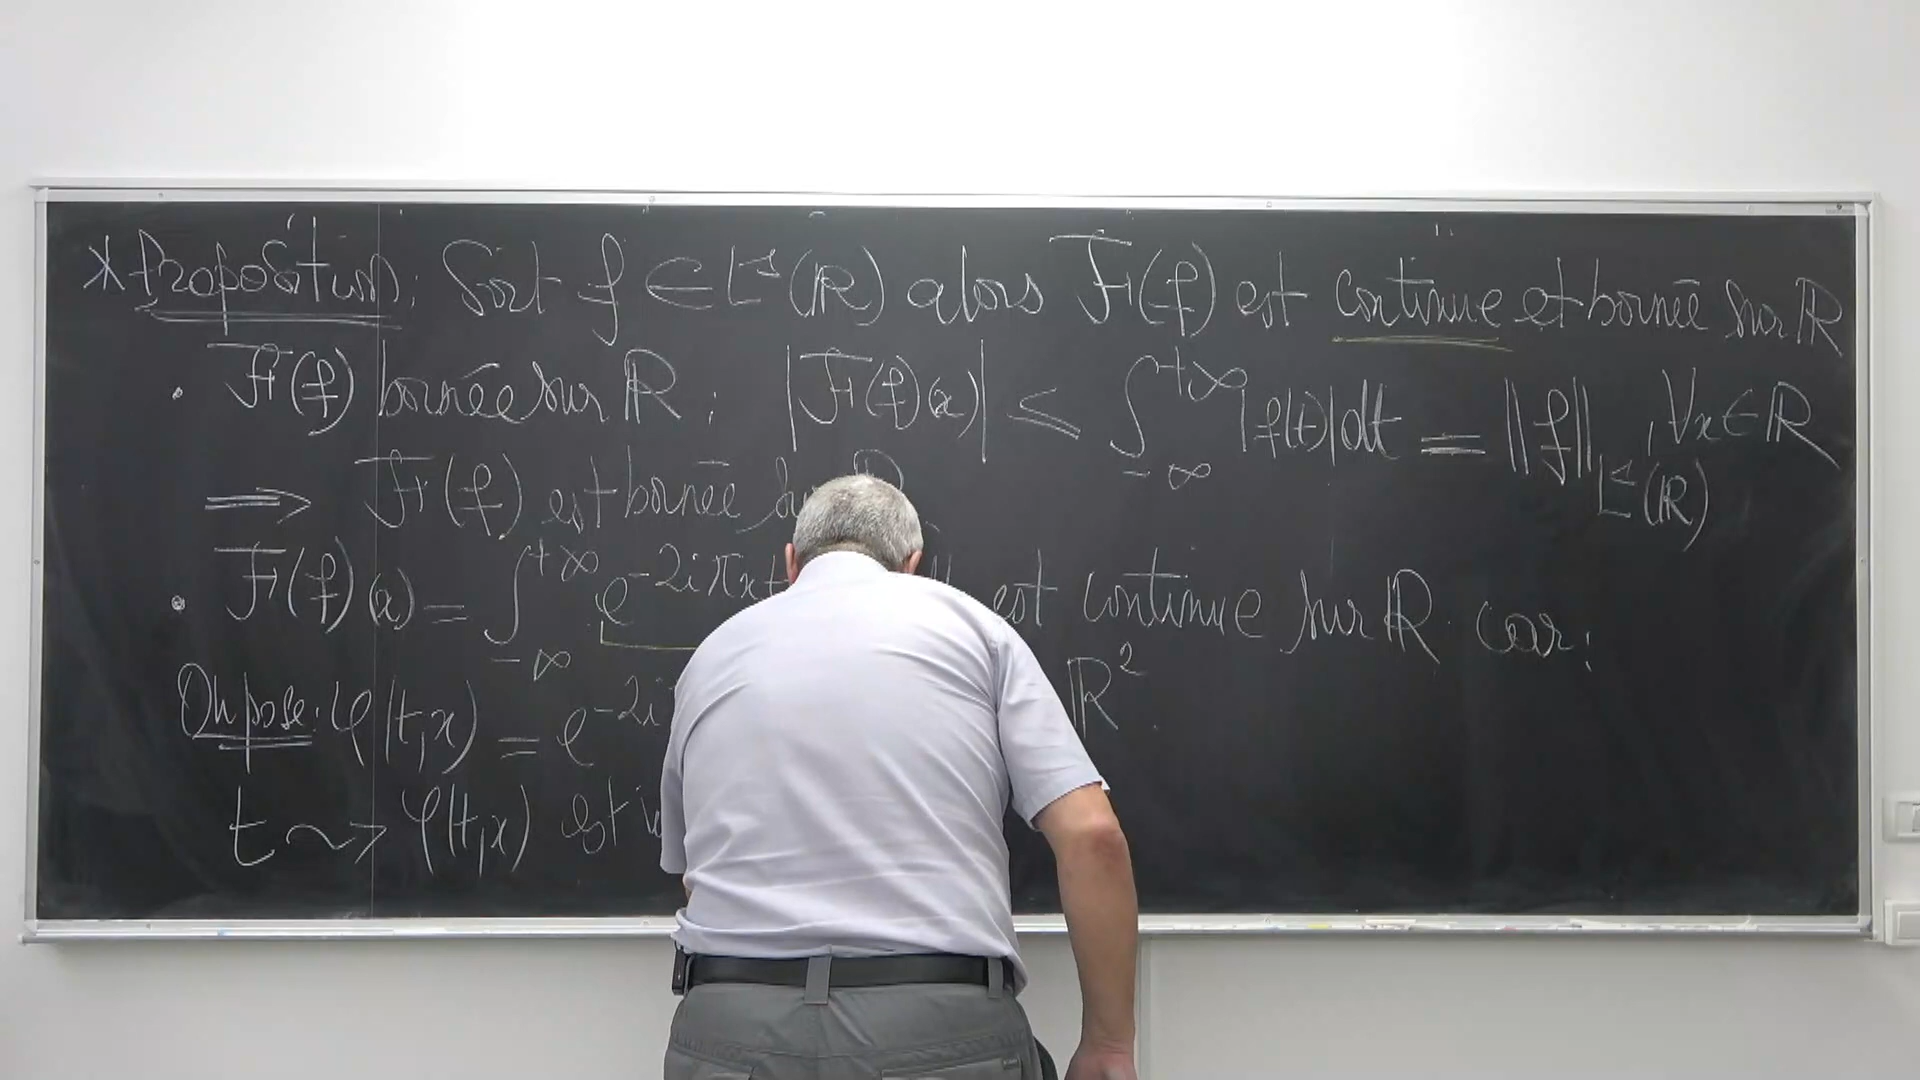 * Proposition : Soit f ∈ L¹(ℝ) alors F(f) est continue et bornée sur ℝ
• F(f) bornée sur ℝ : |F(f)(x)| ≤ ∫_{-∞}^{+∞} |f(t)| dt = ||f||_{L¹(ℝ)}, ∀x ∈ ℝ
⟹ F(f) est bornée
• F(f)(x) = ∫_{-∞}^{+∞} e^{-2iπxt} est continue sur ℝ car :
On pose : φ(t,x) = e^{-2i ℝ².
t ⇝ φ(t,x) est